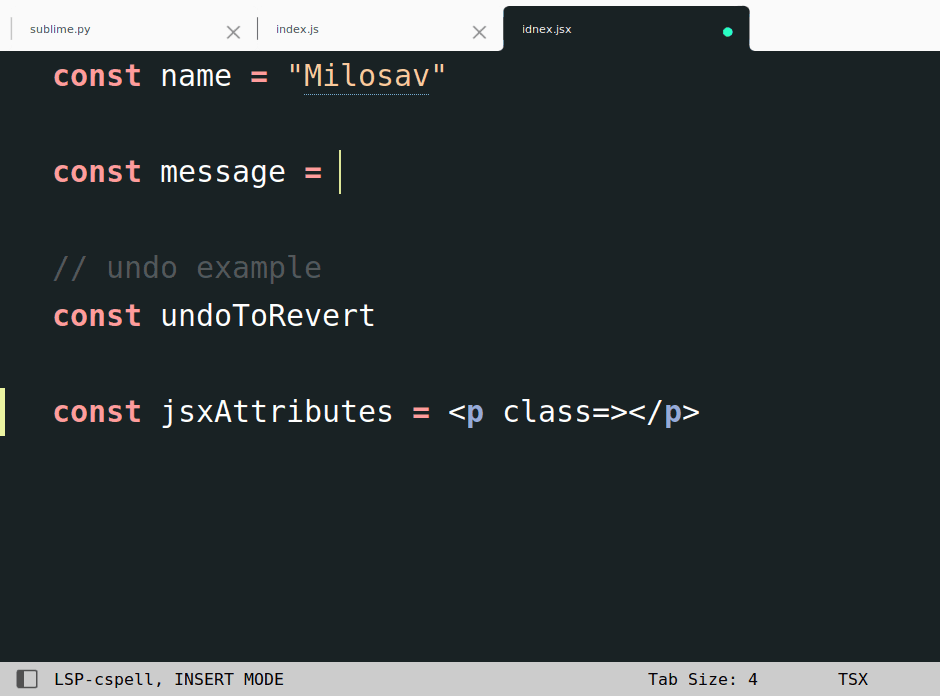 sublime.py
index.js
idnex.jsx
const name = "Milosav"
const message =
// undo example
const undoToRevert
const jsxAttributes = <p class=></p>
LSP-cspell, INSERT MODE
Tab Size: 4
TSX